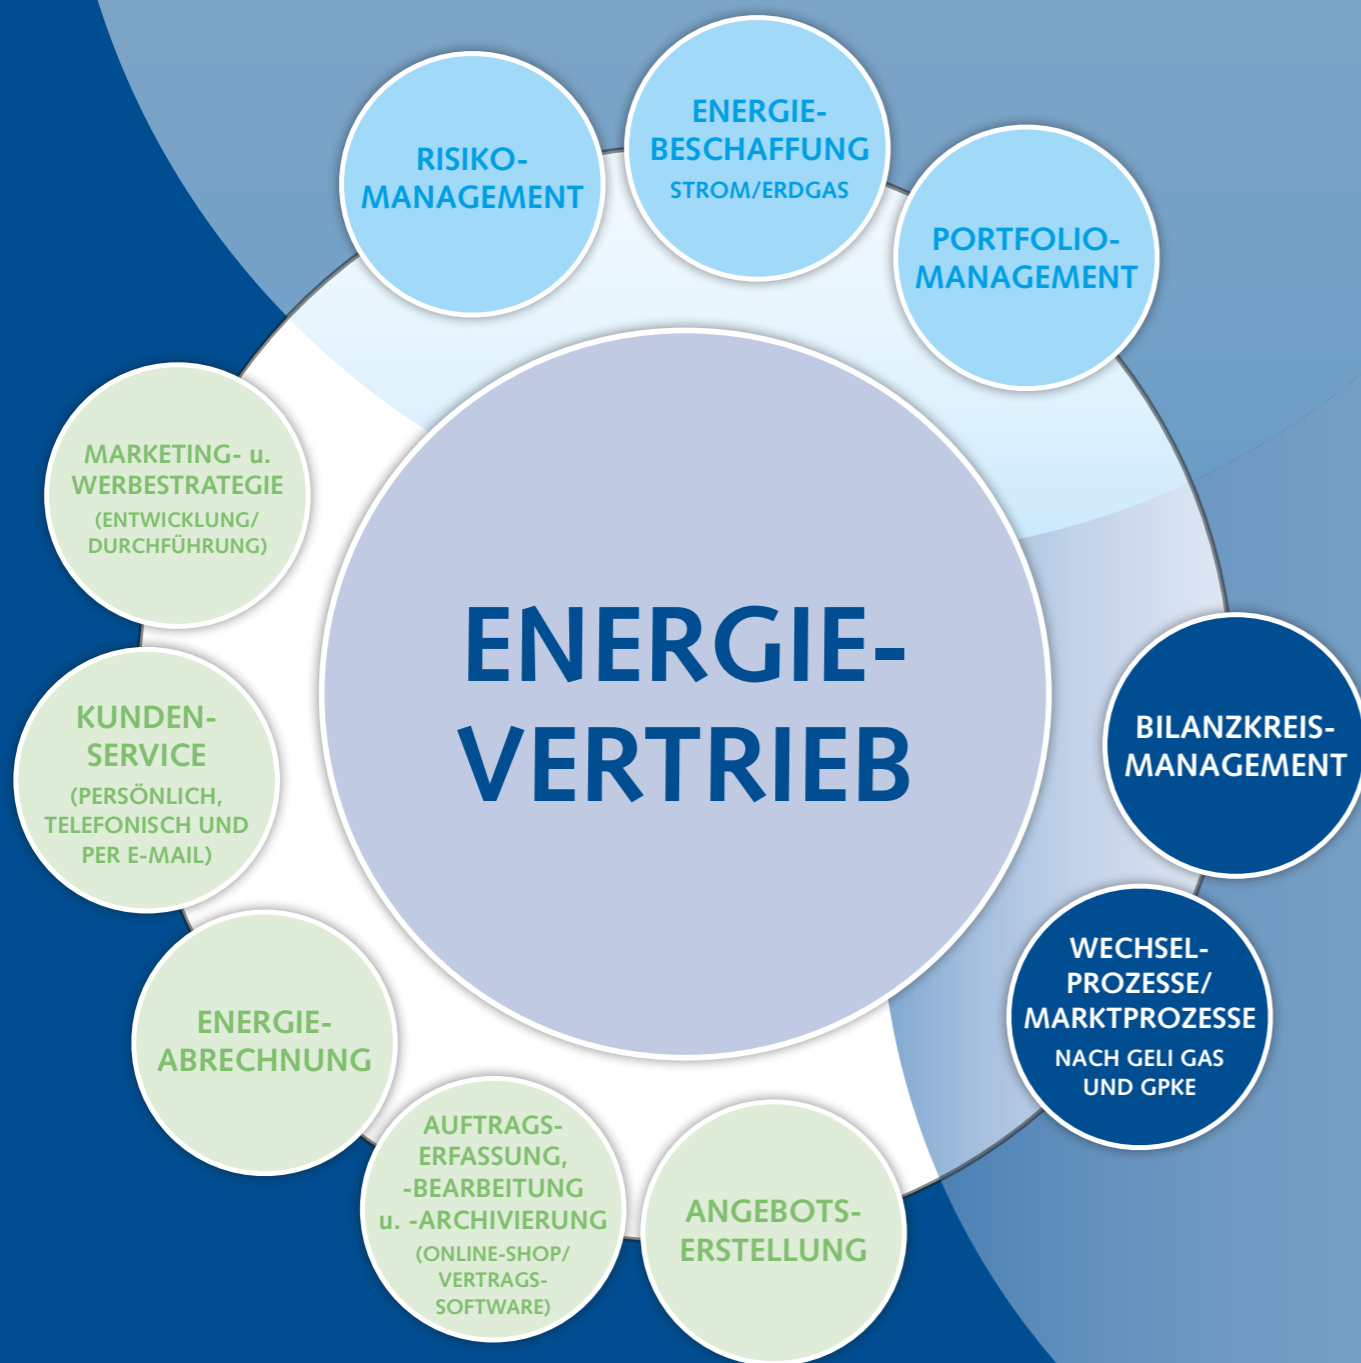 ENERGIE-
BESCHAFFUNG
STROM/ERDGAS
RISIKO-
MANAGEMENT
PORTFOLIO-
MANAGEMENT
MARKETING- u.
WERBESTRATEGIE
(ENTWICKLUNG/
DURCHFÜHRUNG)
ENERGIE-
VERTRIEB
KUNDEN-
SERVICE
(PERSÖNLICH,
TELEFONISCH UND
PER E-MAIL)
BILANZKREIS-
MANAGEMENT
WECHSEL-
PROZESSE/
MARKTPROZESSE
NACH GELI GAS
UND GPKE
ENERGIE-
ABRECHNUNG
AUFTRAGS-
ERFASSUNG,
-BEARBEITUNG
u. -ARCHIVIERUNG
(ONLINE-SHOP/
VERTRAGS-
SOFTWARE)
ANGEBOTS-
ERSTELLUNG